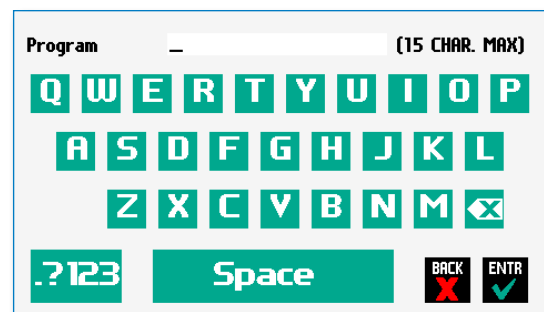 Program _ (15 CHAR. MAX)
Q W E R T Y U I O P
A S D F G H J K L
Z X C V B N M X
.?123 Space BACK X ENTR